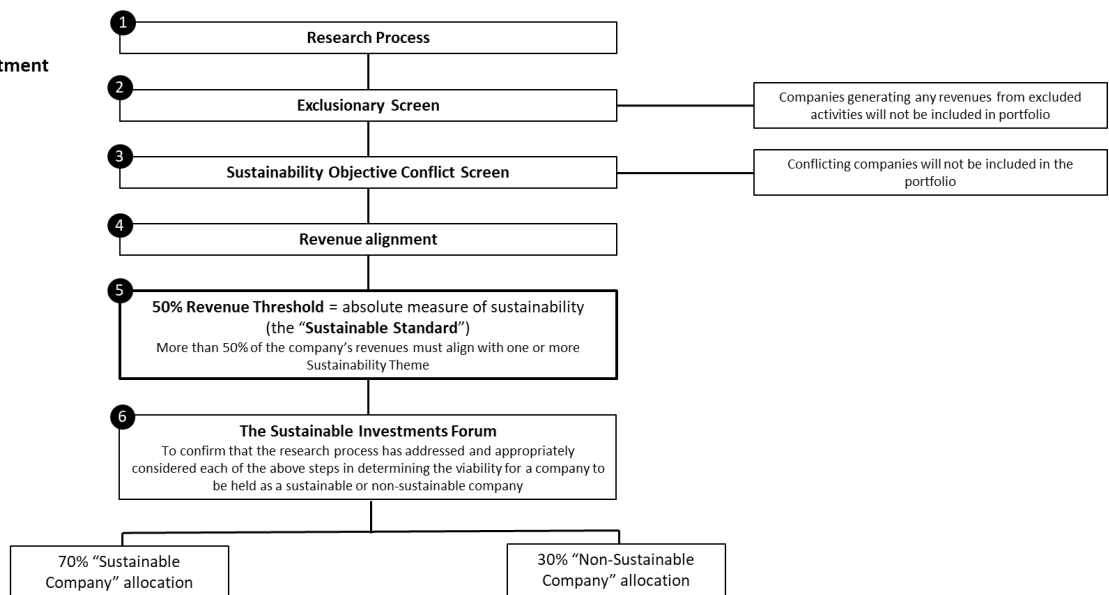 1
Research Process
tment
2
Exclusionary Screen
Companies generating any revenues from excluded
activities will not be included in portfolio
3
Sustainability Objective Conflict Screen
Conflicting companies will not be included in the
portfolio
4
Revenue alignment
5
50% Revenue Threshold = absolute measure of sustainability
(the “Sustainable Standard”)
More than 50% of the company’s revenues must align with one or more
Sustainability Theme
6
The Sustainable Investments Forum
To confirm that the research process has addressed and appropriately
considered each of the above steps in determining the viability for a company to
be held as a sustainable or non-sustainable company
70% “Sustainable
Company” allocation
30% “Non-Sustainable
Company” allocation